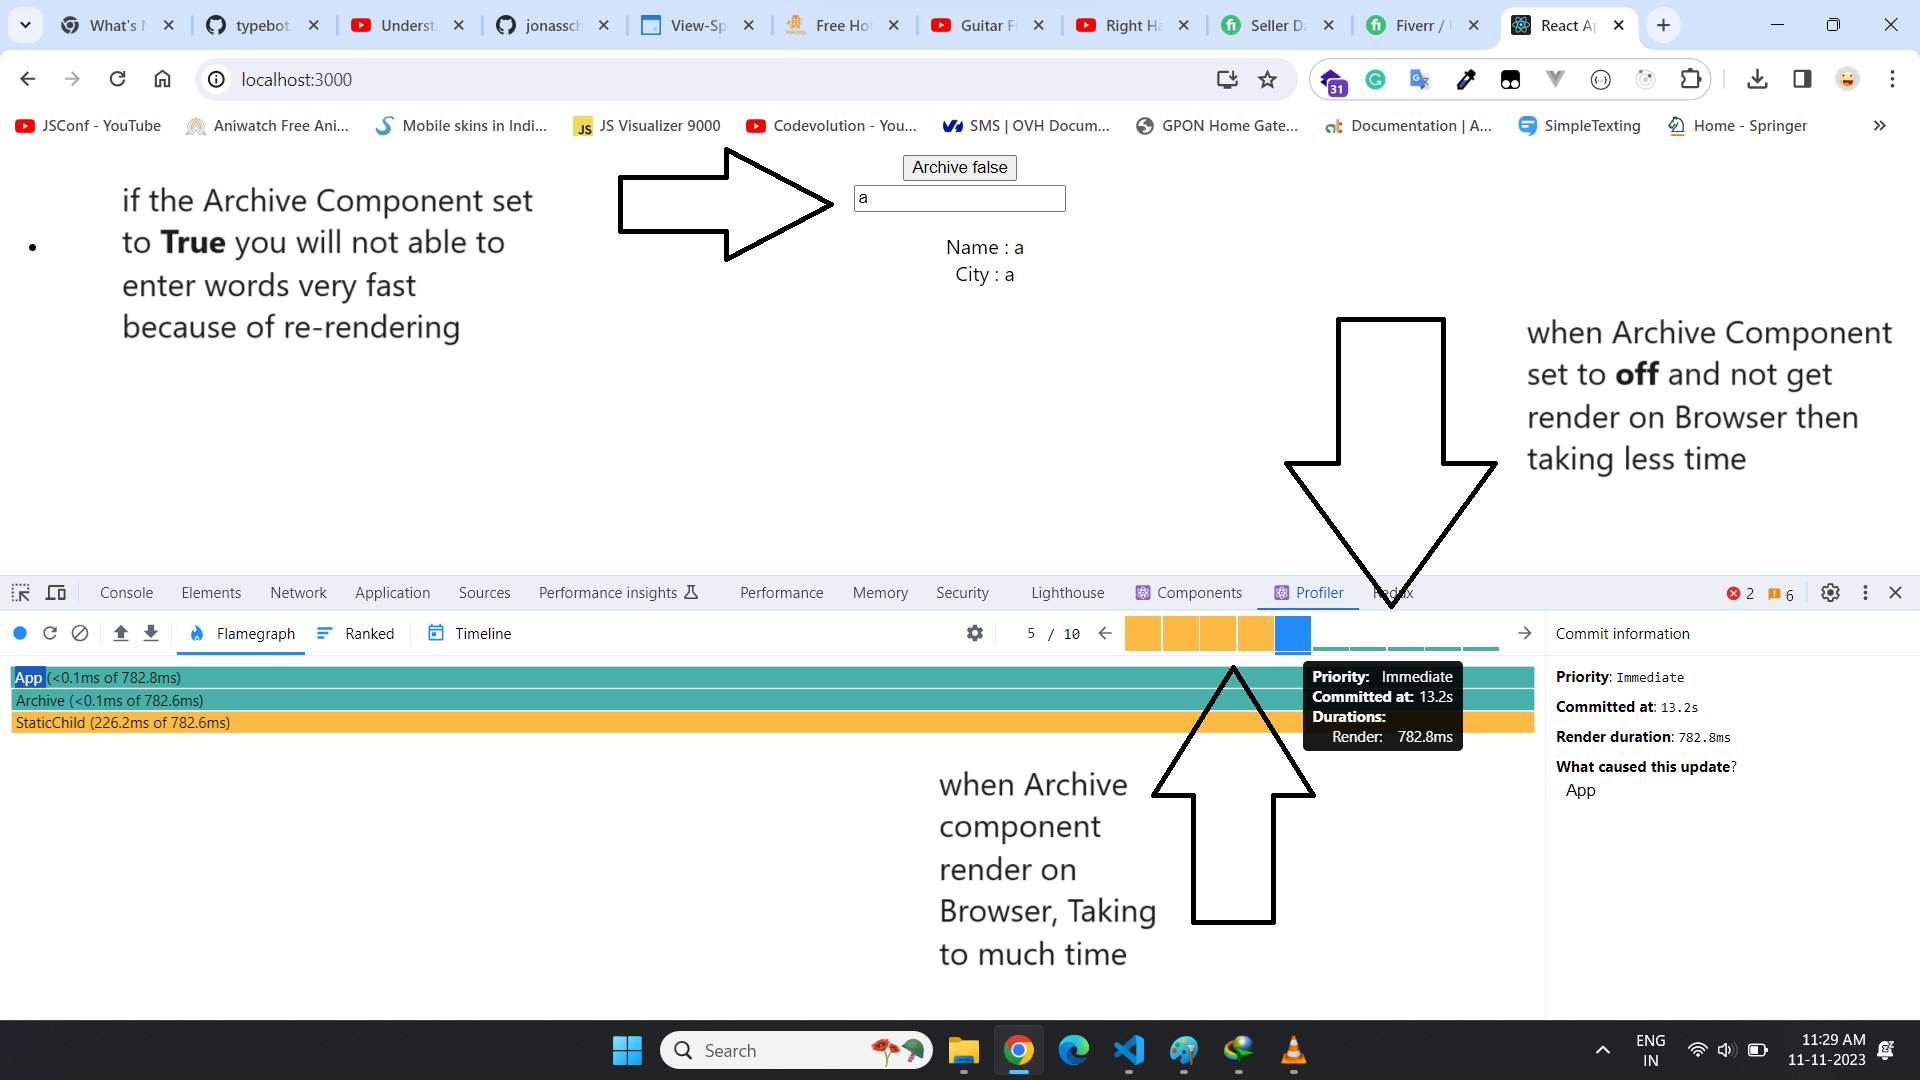 What's N
typebot.
Understa
jonassch
View-Sp
Free Hot
Guitar Fr
Right Ha
Seller Da
Fiverr / I
React Ap
localhost:3000
31
JSConf - YouTube
Aniwatch Free Ani...
Mobile skins in Indi...
JS Visualizer 9000
Codevolution - You...
SMS | OVH Docum...
GPON Home Gate...
Documentation | A...
SimpleTexting
Home - Springer
Archive false
a
Name : a
City : a
if the Archive Component set
to True you will not able to
enter words very fast
because of re-rendering
when Archive Component
set to off and not get
render on Browser then
taking less time
Console
Elements
Network
Application
Sources
Performance insights
Performance
Memory
Security
Lighthouse
Components
Profiler
Redux
2
6
Flamegraph
Ranked
Timeline
5 / 10
Commit information
App (<0.1ms of 782.8ms)
Archive (<0.1ms of 782.6ms)
StaticChild (226.2ms of 782.6ms)
Priority: Immediate
Committed at: 13.2s
Durations:
Render: 782.8ms
Priority: Immediate
Committed at: 13.2s
Render duration: 782.8ms
What caused this update?
App
when Archive
component
render on
Browser, Taking
to much time
Search
ENG
IN
11:29 AM
11-11-2023